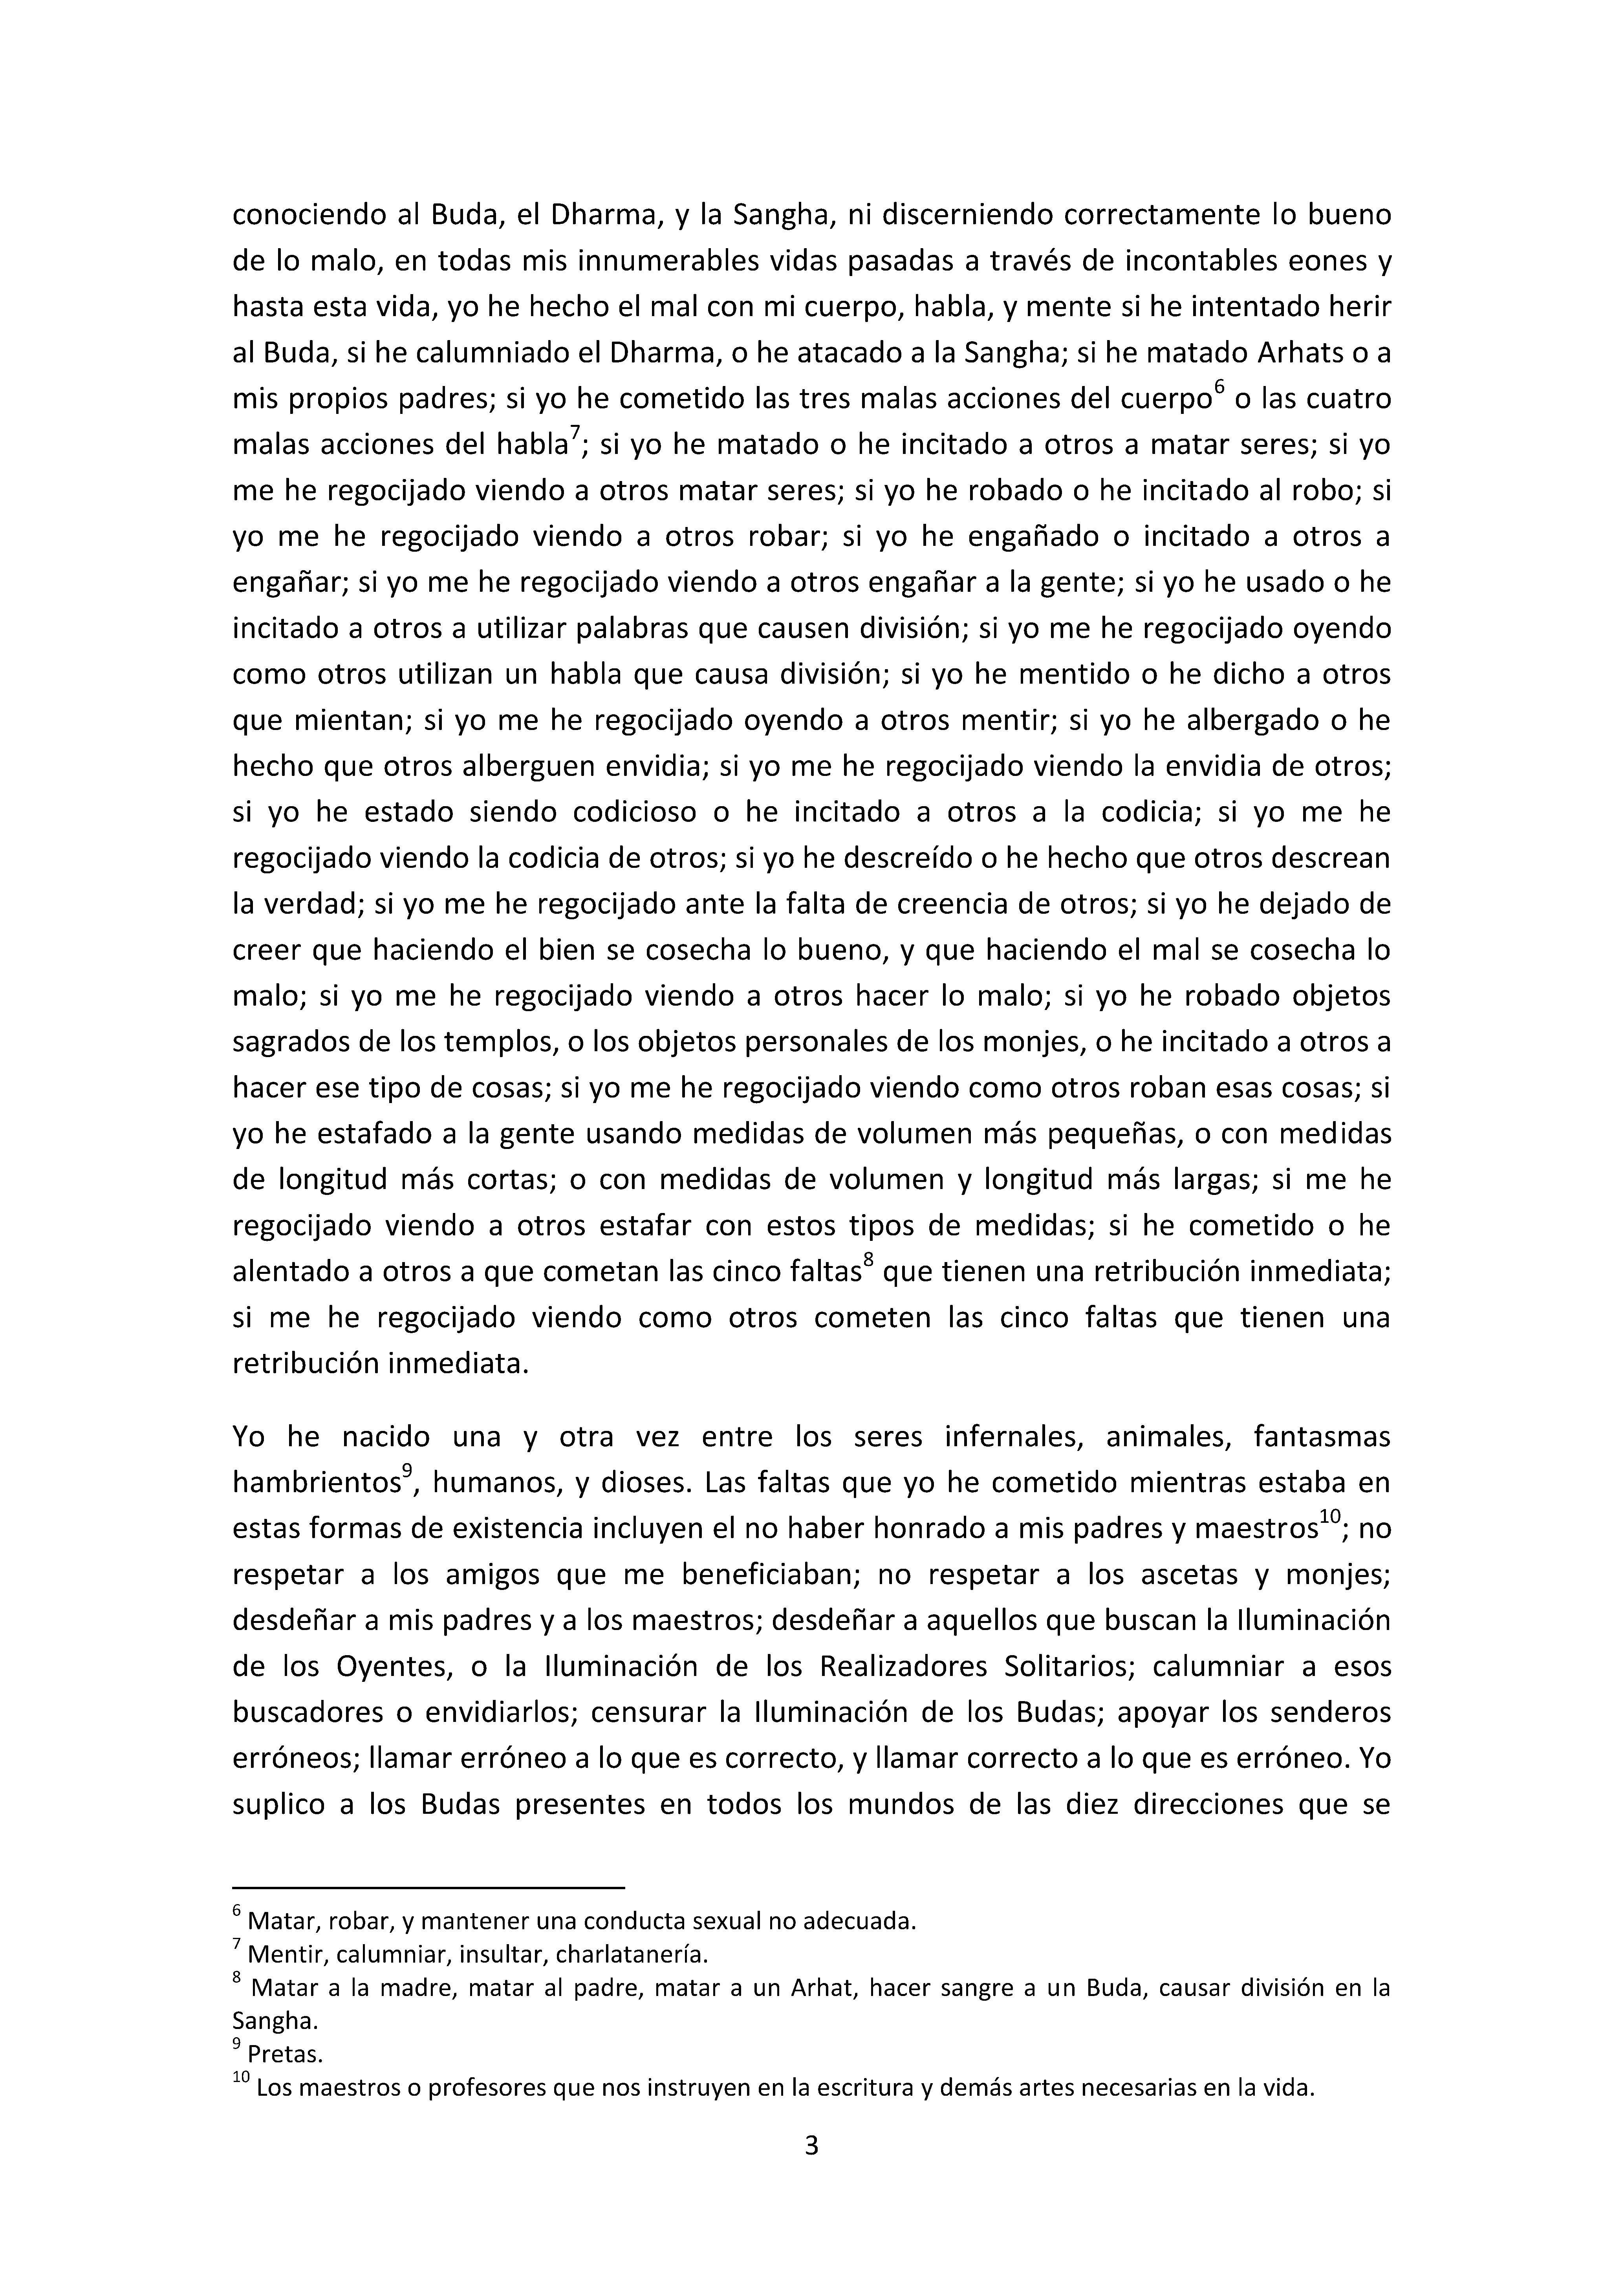 conociendo al Buda, el Dharma, y la Sangha, ni discerniendo correctamente lo bueno
de lo malo, en todas mis innumerables vidas pasadas a través de incontables eones y
hasta esta vida, yo he hecho el mal con mi cuerpo, habla, y mente si he intentado herir
al Buda, si he calumniado el Dharma, o he atacado a la Sangha; si he matado Arhats o a
mis propios padres; si yo he cometido las tres malas acciones del cuerpo6 o las cuatro
malas acciones del habla7; si yo he matado o he incitado a otros a matar seres; si yo
me he regocijado viendo a otros matar seres; si yo he robado o he incitado al robo; si
yo me he regocijado viendo a otros robar; si yo he engañado o incitado a otros a
engañar; si yo me he regocijado viendo a otros engañar a la gente; si yo he usado o he
incitado a otros a utilizar palabras que causen división; si yo me he regocijado oyendo
como otros utilizan un habla que causa división; si yo he mentido o he dicho a otros
que mientan; si yo me he regocijado oyendo a otros mentir; si yo he albergado o he
hecho que otros alberguen envidia; si yo me he regocijado viendo la envidia de otros;
si yo he estado siendo codicioso o he incitado a otros a la codicia; si yo me he
regocijado viendo la codicia de otros; si yo he descreído o he hecho que otros descrean
la verdad; si yo me he regocijado ante la falta de creencia de otros; si yo he dejado de
creer que haciendo el bien se cosecha lo bueno, y que haciendo el mal se cosecha lo
malo; si yo me he regocijado viendo a otros hacer lo malo; si yo he robado objetos
sagrados de los templos, o los objetos personales de los monjes, o he incitado a otros a
hacer ese tipo de cosas; si yo me he regocijado viendo como otros roban esas cosas; si
yo he estafado a la gente usando medidas de volumen más pequeñas, o con medidas
de longitud más cortas; o con medidas de volumen y longitud más largas; si me he
regocijado viendo a otros estafar con estos tipos de medidas; si he cometido o he
alentado a otros a que cometan las cinco faltas8 que tienen una retribución inmediata;
si me he regocijado viendo como otros cometen las cinco faltas que tienen una
retribución inmediata.
Yo he nacido una y otra vez entre los seres infernales, animales, fantasmas
hambrientos9, humanos, y dioses. Las faltas que yo he cometido mientras estaba en
estas formas de existencia incluyen el no haber honrado a mis padres y maestros10; no
respetar a los amigos que me beneficiaban; no respetar a los ascetas y monjes;
desdeñar a mis padres y a los maestros; desdeñar a aquellos que buscan la Iluminación
de los Oyentes, o la Iluminación de los Realizadores Solitarios; calumniar a esos
buscadores o envidiarlos; censurar la Iluminación de los Budas; apoyar los senderos
erróneos; llamar erróneo a lo que es correcto, y llamar correcto a lo que es erróneo. Yo
suplico a los Budas presentes en todos los mundos de las diez direcciones que se
6 Matar, robar, y mantener una conducta sexual no adecuada.
7 Mentir, calumniar, insultar, charlatanería.
8 Matar a la madre, matar al padre, matar a un Arhat, hacer sangre a un Buda, causar división en la
Sangha.
9 Pretas.
10 Los maestros o profesores que nos instruyen en la escritura y demás artes necesarias en la vida.
3